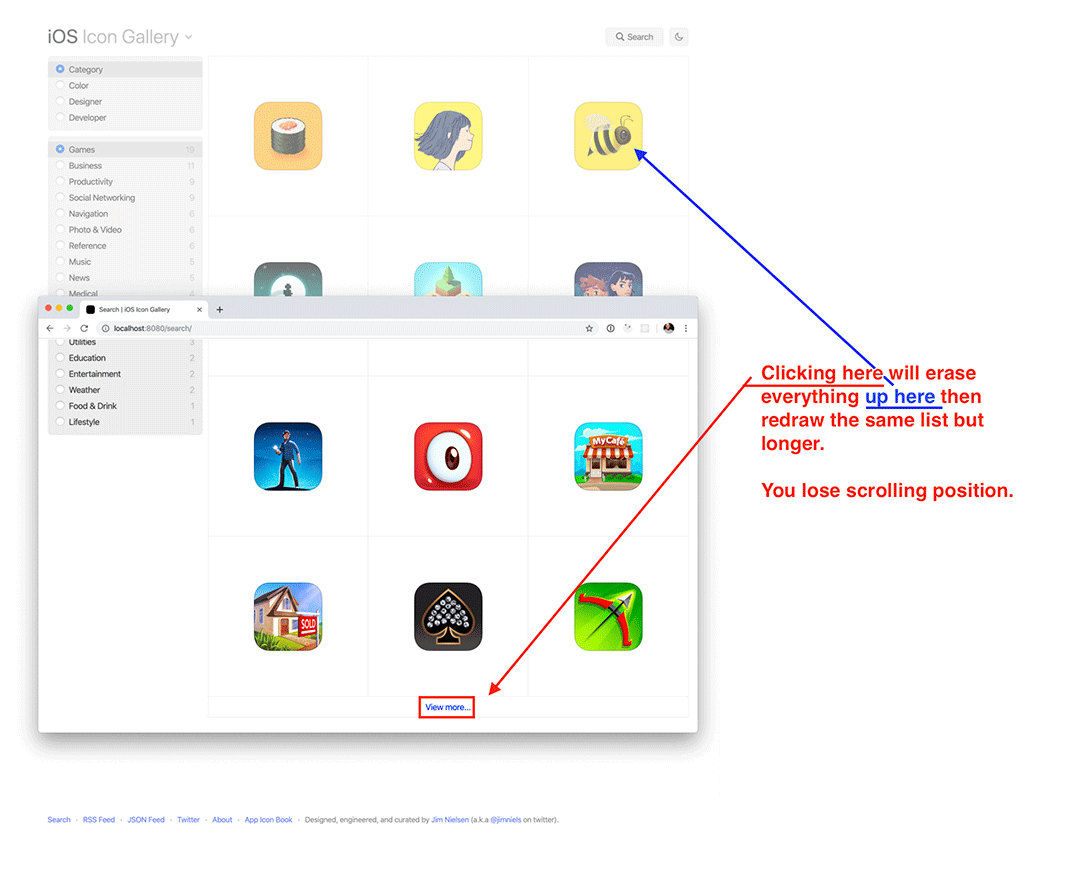 iOS Icon Gallery
Search
Category
Color
Designer
Developer
Games 19
Business 11
Productivity 9
Social Networking 9
Navigation 6
Photo & Video 6
Reference 6
Music 5
News 5
Medical 4
Search | iOS Icon Gallery
localhost:8080/search/
Utilities 3
Education 2
Entertainment 2
Weather 2
Food & Drink 1
Lifestyle 1
MyCafé
SOLD
View more...
Clicking here will erase
everything up here then
redraw the same list but
longer.
You lose scrolling position.
Search · RSS Feed · JSON Feed · Twitter · About · App Icon Book · Designed, engineered, and curated by Jim Nielsen (a.k.a @jimniels on twitter).